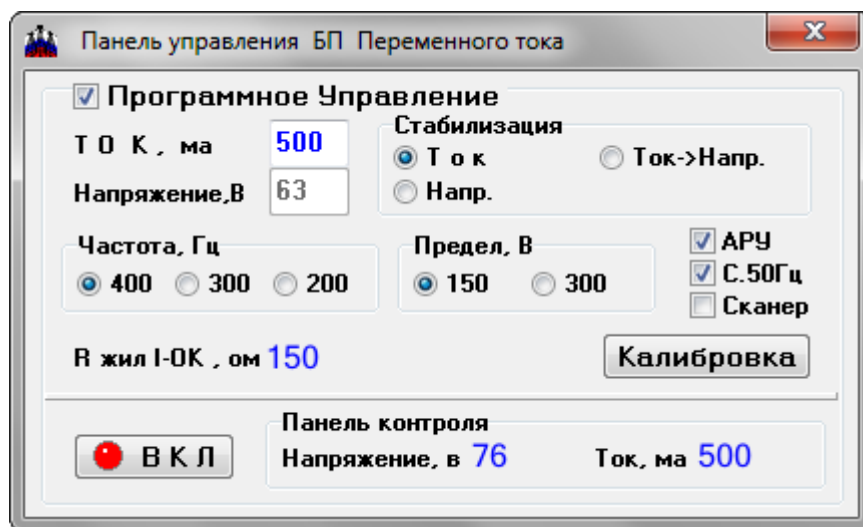 Панель управления БП Переменного тока
Программное Управление
Т О К , ма 500
Стабилизация
Т о к Ток->Напр.
Напряжение,В 63
Напр.
Частота, Гц
400 300 200
Предел, В
150 300
АРУ
С.50Гц
Сканер
R жил I-ОК , ом 150
Калибровка
В К Л
Панель контроля
Напряжение, в 76 Ток, ма 500